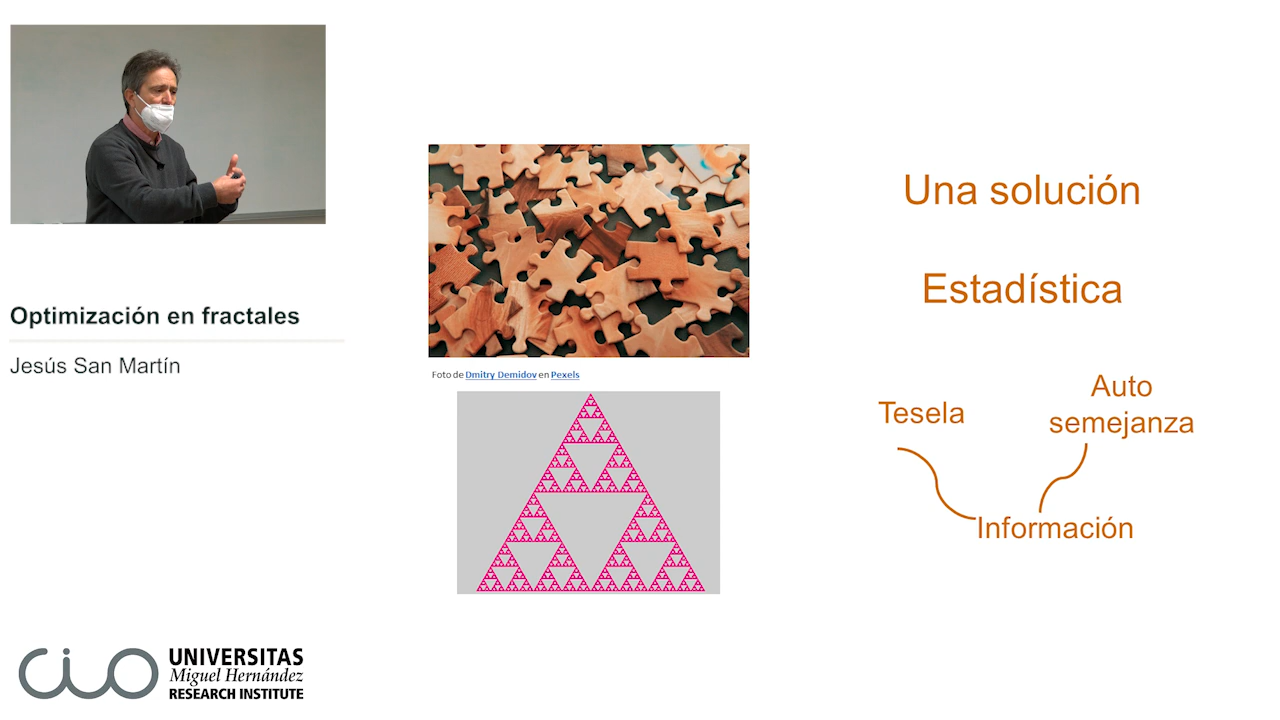 Optimización en fractales
Jesús San Martín
Foto de Dmitry Demidov en Pexels
Una solución
Estadística
Tesela
Auto
semejanza
Información
cio
UNIVERSITAS
Miguel Hernández
RESEARCH INSTITUTE